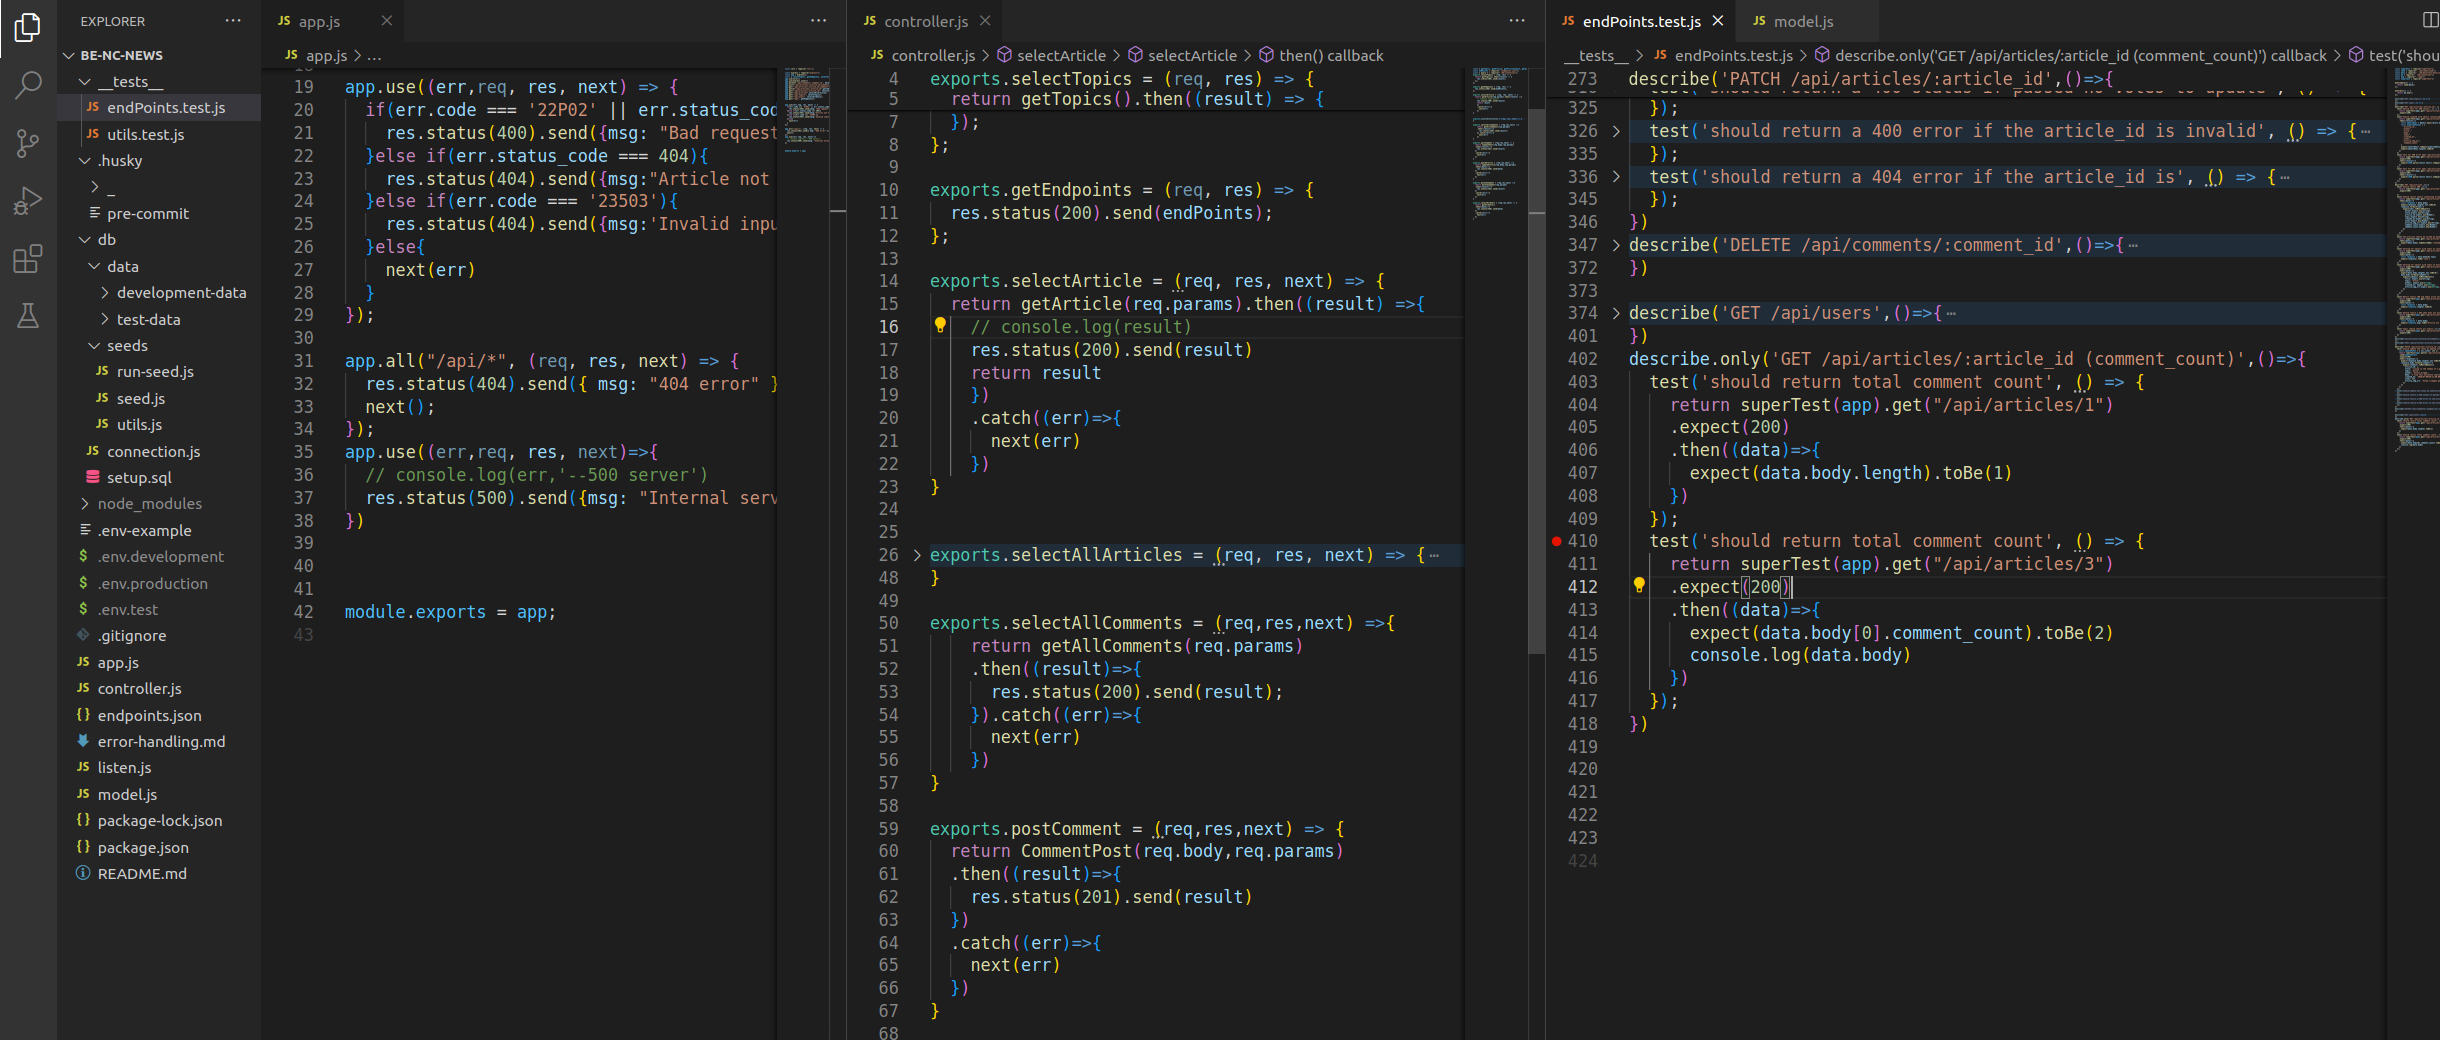 EXPLORER
BE-NC-NEWS
__tests__
JS endPoints.test.js
JS utils.test.js
.husky
_
pre-commit
db
data
development-data
test-data
seeds
JS run-seed.js
JS seed.js
JS utils.js
JS connection.js
setup.sql
node_modules
.env-example
$ .env.development
$ .env.production
$ .env.test
.gitignore
JS app.js
JS controller.js
{} endpoints.json
error-handling.md
JS listen.js
JS model.js
{} package-lock.json
{} package.json
README.md
JS app.js
JS app.js > ...
19 app.use((err,req, res, next) => {
20 if(err.code === '22P02' || err.status_cod
21 res.status(400).send({msg: "Bad request
22 }else if(err.status_code === 404){
23 res.status(404).send({msg:"Article not
24 }else if(err.code === '23503'){
25 res.status(404).send({msg:'Invalid inpu
26 }else{
27 next(err)
28 }
29 });
30
31 app.all("/api/*", (req, res, next) => {
32 res.status(404).send({ msg: "404 error" }
33 next();
34 });
35 app.use((err,req, res, next)=>{
36 // console.log(err,'--500 server')
37 res.status(500).send({msg: "Internal serv
38 })
39
40
41
42 module.exports = app;
43
JS controller.js
JS controller.js > selectArticle > selectArticle > then() callback
4 exports.selectTopics = (req, res) => {
5 return getTopics().then((result) => {
7 });
8 };
9
10 exports.getEndpoints = (req, res) => {
11 res.status(200).send(endPoints);
12 };
13
14 exports.selectArticle = (req, res, next) => {
15 return getArticle(req.params).then((result) =>{
16 // console.log(result)
17 res.status(200).send(result)
18 return result
19 })
20 .catch((err)=>{
21 next(err)
22 })
23 }
24
25
26 exports.selectAllArticles = (req, res, next) => {
48 }
49
50 exports.selectAllComments = (req,res,next) =>{
51 return getAllComments(req.params)
52 .then((result)=>{
53 res.status(200).send(result);
54 }).catch((err)=>{
55 next(err)
56 })
57 }
58
59 exports.postComment = (req,res,next) => {
60 return CommentPost(req.body,req.params)
61 .then((result)=>{
62 res.status(201).send(result)
63 })
64 .catch((err)=>{
65 next(err)
66 })
67 }
68
JS endPoints.test.js
JS model.js
__tests__ > JS endPoints.test.js > describe.only('GET /api/articles/:article_id (comment_count)') callback > test('shou
273 describe('PATCH /api/articles/:article_id',()=>{
325 });
326 test('should return a 400 error if the article_id is invalid', () => {
335 });
336 test('should return a 404 error if the article_id is', () => {
345 });
346 })
347 describe('DELETE /api/comments/:comment_id',()=>{
372 })
373
374 describe('GET /api/users',()=>{
401 })
402 describe.only('GET /api/articles/:article_id (comment_count)',()=>{
403 test('should return total comment count', () => {
404 return superTest(app).get("/api/articles/1")
405 .expect(200)
406 .then((data)=>{
407 expect(data.body.length).toBe(1)
408 })
409 });
410 test('should return total comment count', () => {
411 return superTest(app).get("/api/articles/3")
412 .expect(200)
413 .then((data)=>{
414 expect(data.body[0].comment_count).toBe(2)
415 console.log(data.body)
416 })
417 });
418 })
419
420
421
422
423
424